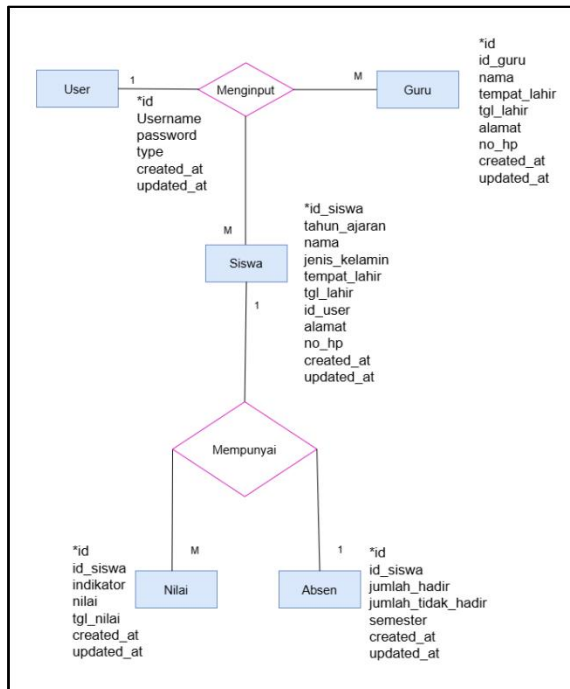 User
1
*id
Username
password
type
created_at
updated_at
Menginput
M
Guru
*id
id_guru
nama
tempat_lahir
tgl_lahir
alamat
no_hp
created_at
updated_at
M
Siswa
1
*id_siswa
tahun_ajaran
nama
jenis_kelamin
tempat_lahir
tgl_lahir
id_user
alamat
no_hp
created_at
updated_at
Mempunyai
*id
id_siswa
indikator
nilai
tgl_nilai
created_at
updated_at
M
Nilai
1
Absen
*id
id_siswa
jumlah_hadir
jumlah_tidak_hadir
semester
created_at
updated_at